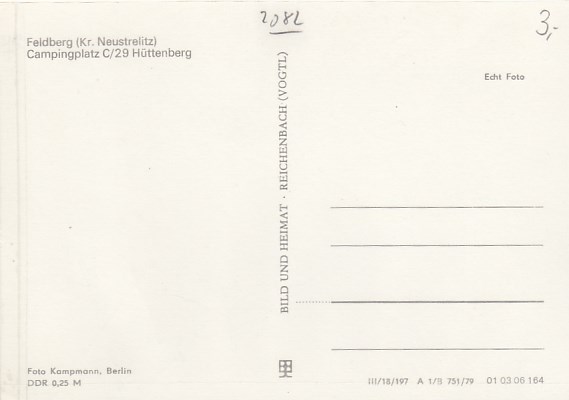 2082
3,-
Feldberg (Kr. Neustrelitz)
Campingplatz C/29 Hüttenberg
Echt Foto
BILD UND HEIMAT · REICHENBACH (VOGTL)
Foto Kampmann, Berlin
DDR 0,25 M
III/18/197 A 1/B 751/79 01 03 06 164